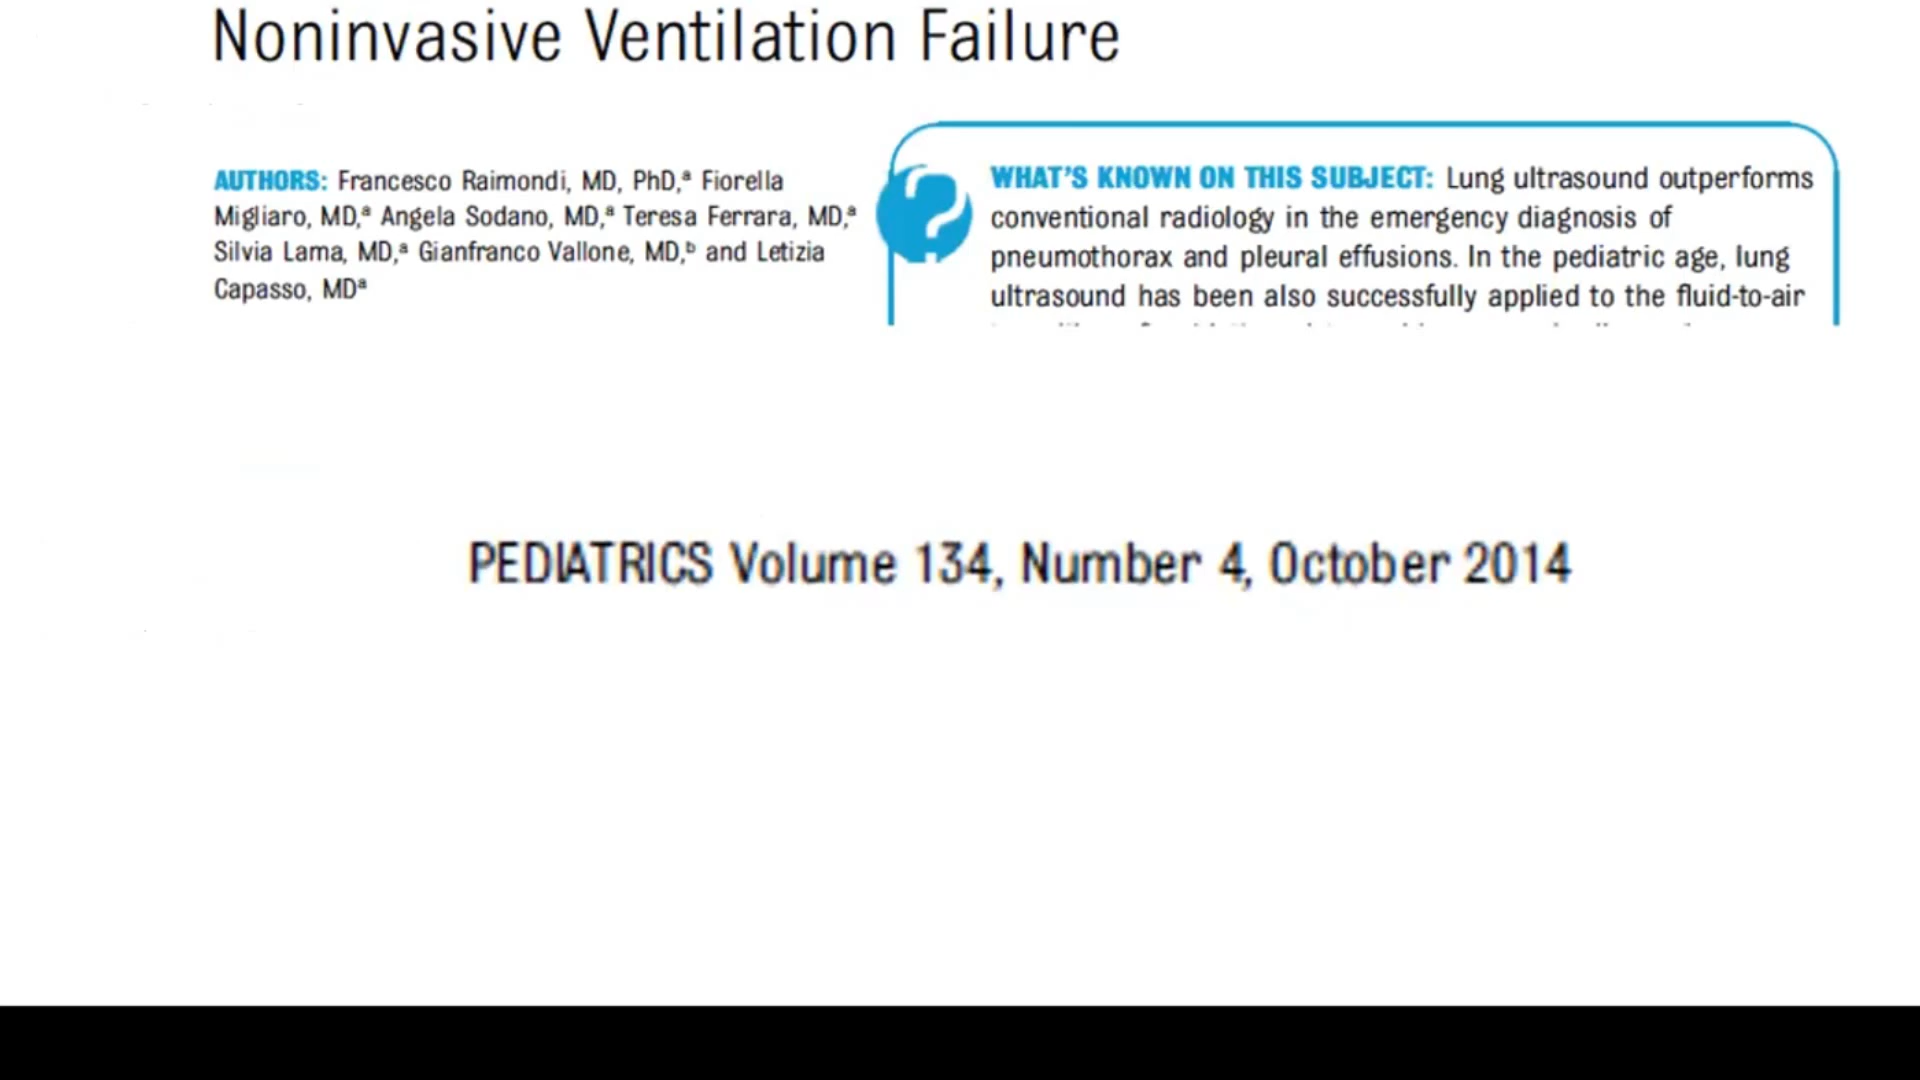 Noninvasive Ventilation Failure
AUTHORS: Francesco Raimondi, MD, PhD,ª Fiorella
Migliaro, MD,ª Angela Sodano, MD,ª Teresa Ferrara, MD,ª
Silvia Lama, MD,ª Gianfranco Vallone, MD,ᵇ and Letizia
Capasso, MDª
WHAT'S KNOWN ON THIS SUBJECT: Lung ultrasound outperforms
conventional radiology in the emergency diagnosis of
pneumothorax and pleural effusions. In the pediatric age, lung
ultrasound has been also successfully applied to the fluid-to-air
PEDIATRICS Volume 134, Number 4, October 2014